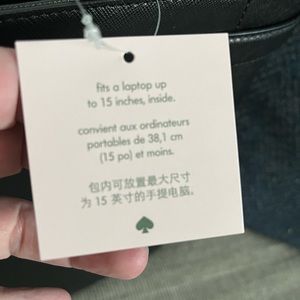 fits a laptop up
to 15 inches, inside.
convient aux ordinateurs
portables de 38,1 cm
(15 po) et moins.
包内可放置最大尺寸
为 15 英寸的手提电脑。